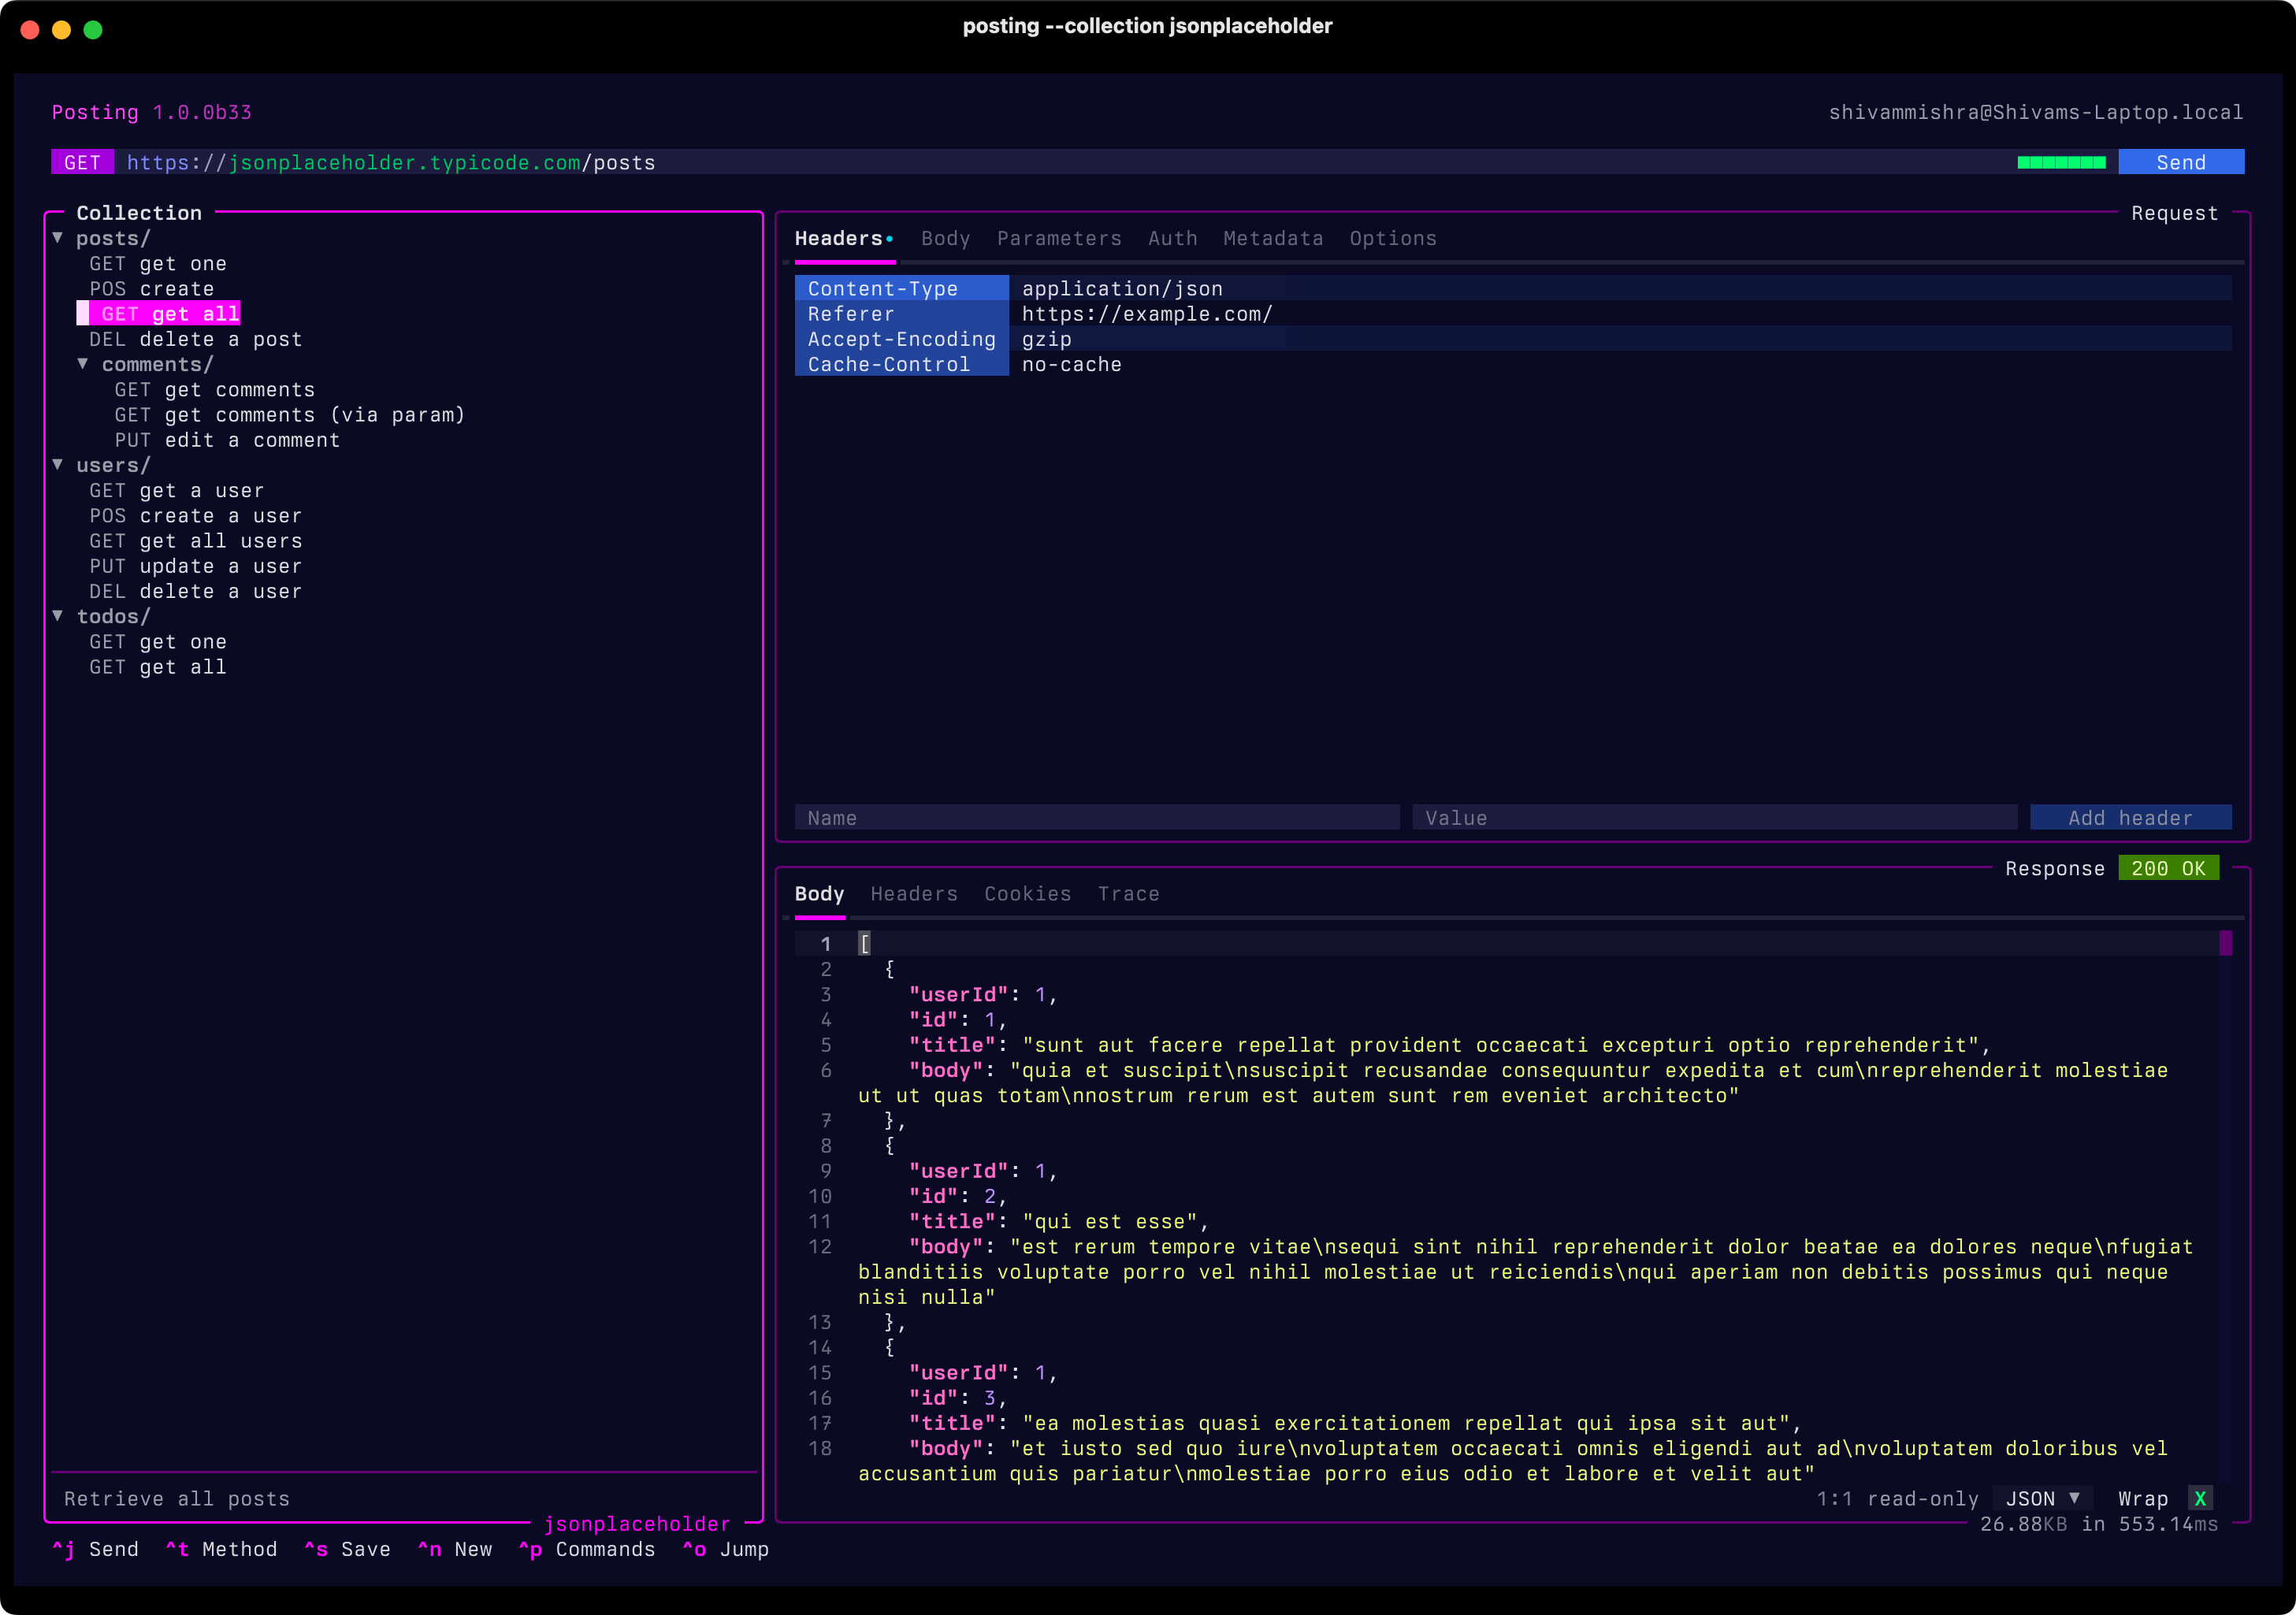 posting --collection jsonplaceholder
Posting 1.0.0b33
shivammishra@Shivams-Laptop.local
GET https://jsonplaceholder.typicode.com/posts
Send
Collection
▼ posts/
GET get one
POS create
GET get all
DEL delete a post
▼ comments/
GET get comments
GET get comments (via param)
PUT edit a comment
▼ users/
GET get a user
POS create a user
GET get all users
PUT update a user
DEL delete a user
▼ todos/
GET get one
GET get all
Retrieve all posts
jsonplaceholder
Request
Headers• Body Parameters Auth Metadata Options
Content-Type application/json
Referer https://example.com/
Accept-Encoding gzip
Cache-Control no-cache
Name Value Add header
Response 200 OK
Body Headers Cookies Trace
1 [
2 {
3 "userId": 1,
4 "id": 1,
5 "title": "sunt aut facere repellat provident occaecati excepturi optio reprehenderit",
6 "body": "quia et suscipit\nsuscipit recusandae consequuntur expedita et cum\nreprehenderit molestiae
ut ut quas totam\nnostrum rerum est autem sunt rem eveniet architecto"
7 },
8 {
9 "userId": 1,
10 "id": 2,
11 "title": "qui est esse",
12 "body": "est rerum tempore vitae\nsequi sint nihil reprehenderit dolor beatae ea dolores neque\nfugiat
blanditiis voluptate porro vel nihil molestiae ut reiciendis\nqui aperiam non debitis possimus qui neque
nisi nulla"
13 },
14 {
15 "userId": 1,
16 "id": 3,
17 "title": "ea molestias quasi exercitationem repellat qui ipsa sit aut",
18 "body": "et iusto sed quo iure\nvoluptatem occaecati omnis eligendi aut ad\nvoluptatem doloribus vel
accusantium quis pariatur\nmolestiae porro eius odio et labore et velit aut"
1:1 read-only JSON ▼ Wrap X
26.88KB in 553.14ms
^j Send ^t Method ^s Save ^n New ^p Commands ^o Jump